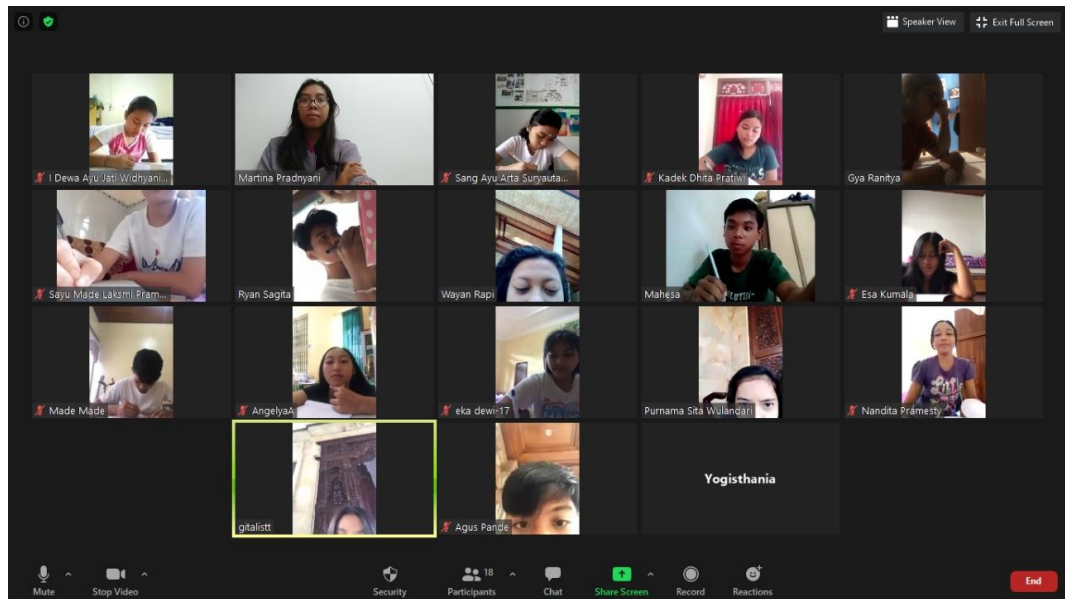 Speaker View Exit Full Screen
I Dewa Ayu Jati Widhyani...
Martina Pradnyani
Sang Ayu Arta Suryauta...
Kadek Dhita Pratiwi
Gya Ranitya
Sayu Made Laksmi Pram...
Ryan Sagita
Wayan Rapi
Mahesa
Esa Kumala
Made Made
AngelyaA
eka dewi-17
Purnama Sita Wulandari
Nandita Pramesty
gitalistt
Agus Pande
Yogisthania
Mute
Stop Video
Security
Participants 18
Chat
Share Screen
Record
Reactions
End